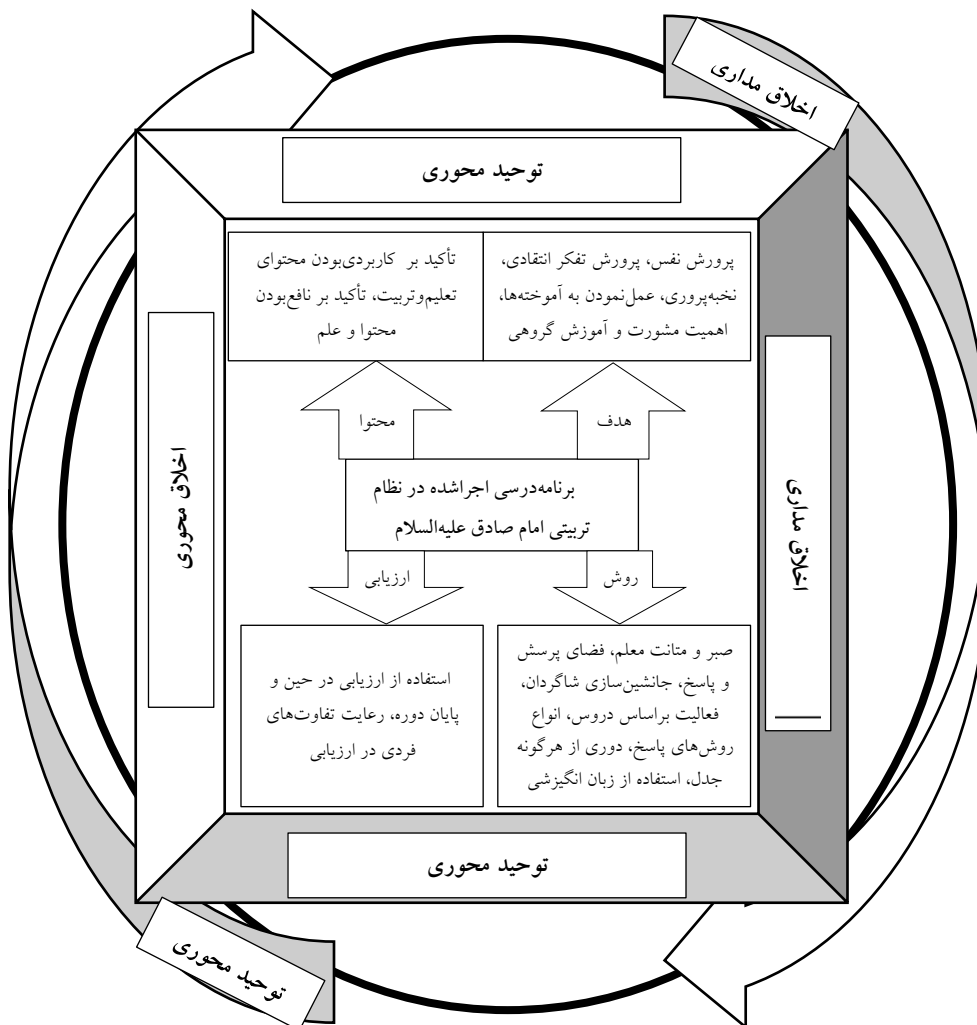 اخلاق مداری
توحید محوری
پرورش نفس، پرورش تفکر انتقادی،
نخبه‌پروری، عمل‌نمودن به آموخته‌ها،
اهمیت مشورت و آموزش گروهی
تأکید بر کاربردی‌بودن محتوای
تعلیم‌وتربیت، تأکید بر نافع‌بودن
محتوا و علم
هدف
محتوا
اخلاق مداری
برنامه‌درسی اجراشده در نظام
تربیتی امام صادق علیه‌السلام
اخلاق محوری
روش
ارزیابی
صبر و متانت معلم، فضای پرسش
و پاسخ، جانشین‌سازی شاگردان،
فعالیت براساس دروس، انواع
روش‌های پاسخ، دوری از هرگونه
جدل، استفاده از زبان انگیزشی
استفاده از ارزیابی در حین و
پایان دوره، رعایت تفاوت‌های
فردی در ارزیابی
توحید محوری
توحید محوری